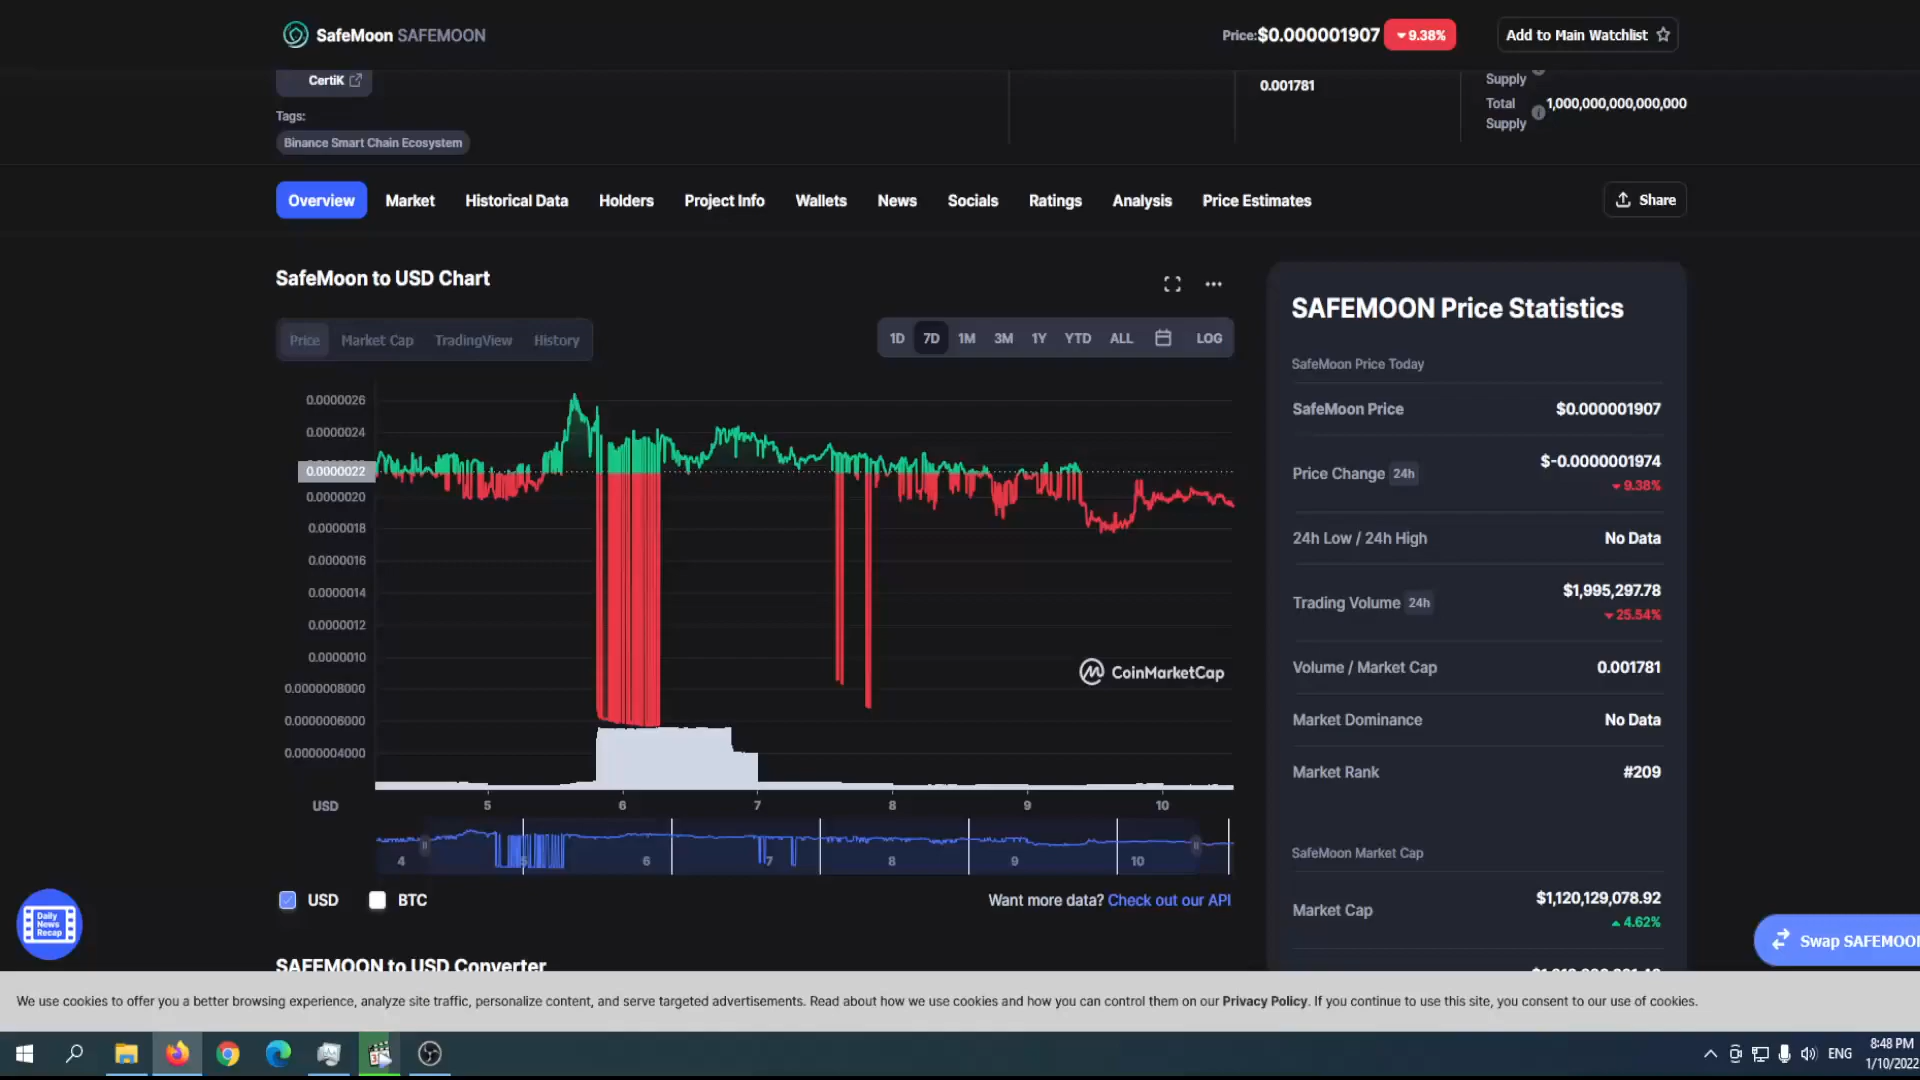 SafeMoon SAFEMOON
Price: $0.000001907 9.38%
Add to Main Watchlist
CertiK
0.001781
Supply
Total Supply 1,000,000,000,000,000
Tags:
Binance Smart Chain Ecosystem
Overview Market Historical Data Holders Project Info Wallets News Socials Ratings Analysis Price Estimates
Share
SafeMoon to USD Chart
Price Market Cap TradingView History
1D 7D 1M 3M 1Y YTD ALL LOG
0.0000026
0.0000024
0.0000022
0.0000020
0.0000018
0.0000016
0.0000014
0.0000012
0.0000010
0.0000008000
0.0000006000
0.0000004000
CoinMarketCap
USD 5 6 7 8 9 10
4 5 6 7 8 9 10
USD BTC
Want more data? Check out our API
SAFEMOON to USD Converter
SAFEMOON Price Statistics
SafeMoon Price Today
SafeMoon Price $0.000001907
Price Change 24h $-0.0000001974
9.38%
24h Low / 24h High No Data
Trading Volume 24h $1,995,297.78
25.54%
Volume / Market Cap 0.001781
Market Dominance No Data
Market Rank #209
SafeMoon Market Cap
Market Cap $1,120,129,078.92
4.62%
Daily
News
Recap
Swap SAFEMOON
We use cookies to offer you a better browsing experience, analyze site traffic, personalize content, and serve targeted advertisements. Read about how we use cookies and how you can control them on our Privacy Policy. If you continue to use this site, you consent to our use of cookies.
ENG
8:48 PM
1/10/2022